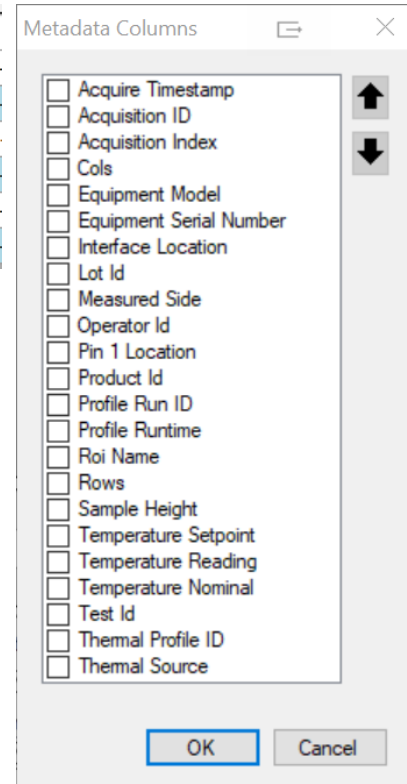 Metadata Columns
Acquire Timestamp
Acquisition ID
Acquisition Index
Cols
Equipment Model
Equipment Serial Number
Interface Location
Lot Id
Measured Side
Operator Id
Pin 1 Location
Product Id
Profile Run ID
Profile Runtime
Roi Name
Rows
Sample Height
Temperature Setpoint
Temperature Reading
Temperature Nominal
Test Id
Thermal Profile ID
Thermal Source
OK Cancel